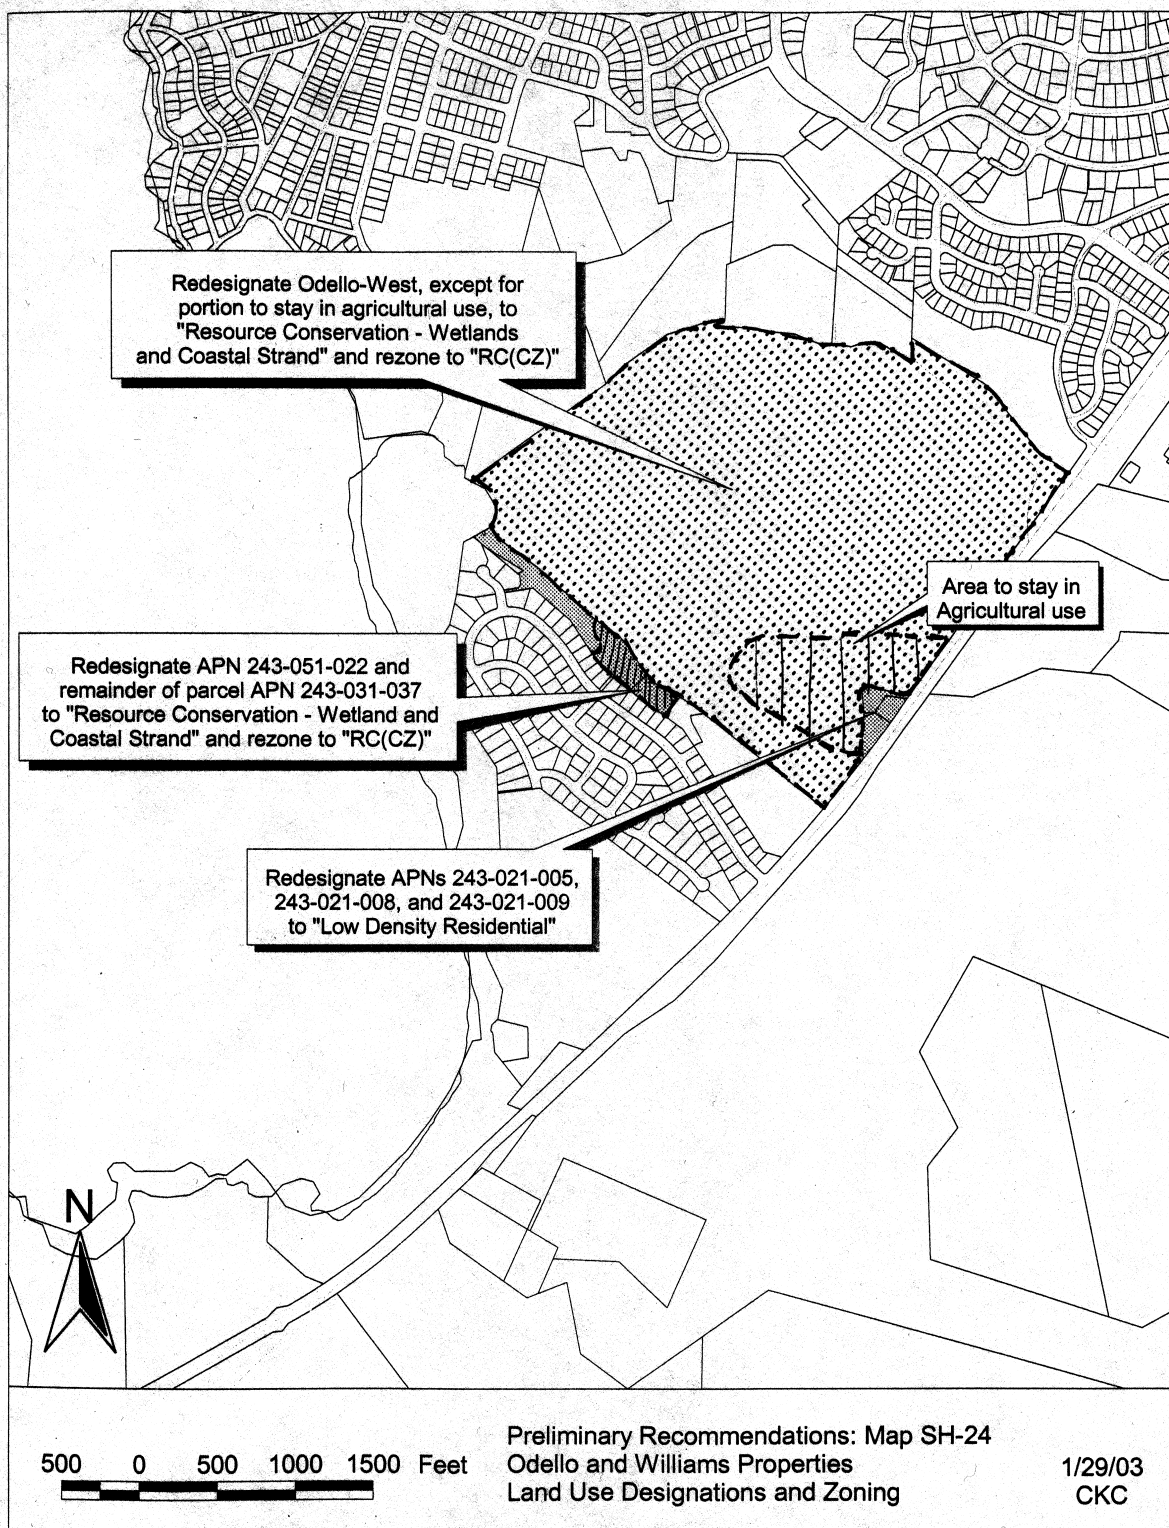 Redesignate Odello-West, except for
portion to stay in agricultural use, to
"Resource Conservation - Wetlands
and Coastal Strand" and rezone to "RC(CZ)"
Area to stay in
Agricultural use
Redesignate APN 243-051-022 and
remainder of parcel APN 243-031-037
to "Resource Conservation - Wetland and
Coastal Strand" and rezone to "RC(CZ)"
Redesignate APNs 243-021-005,
243-021-008, and 243-021-009
to "Low Density Residential"
N
500 0 500 1000 1500 Feet
Preliminary Recommendations: Map SH-24
Odello and Williams Properties
Land Use Designations and Zoning
1/29/03
CKC